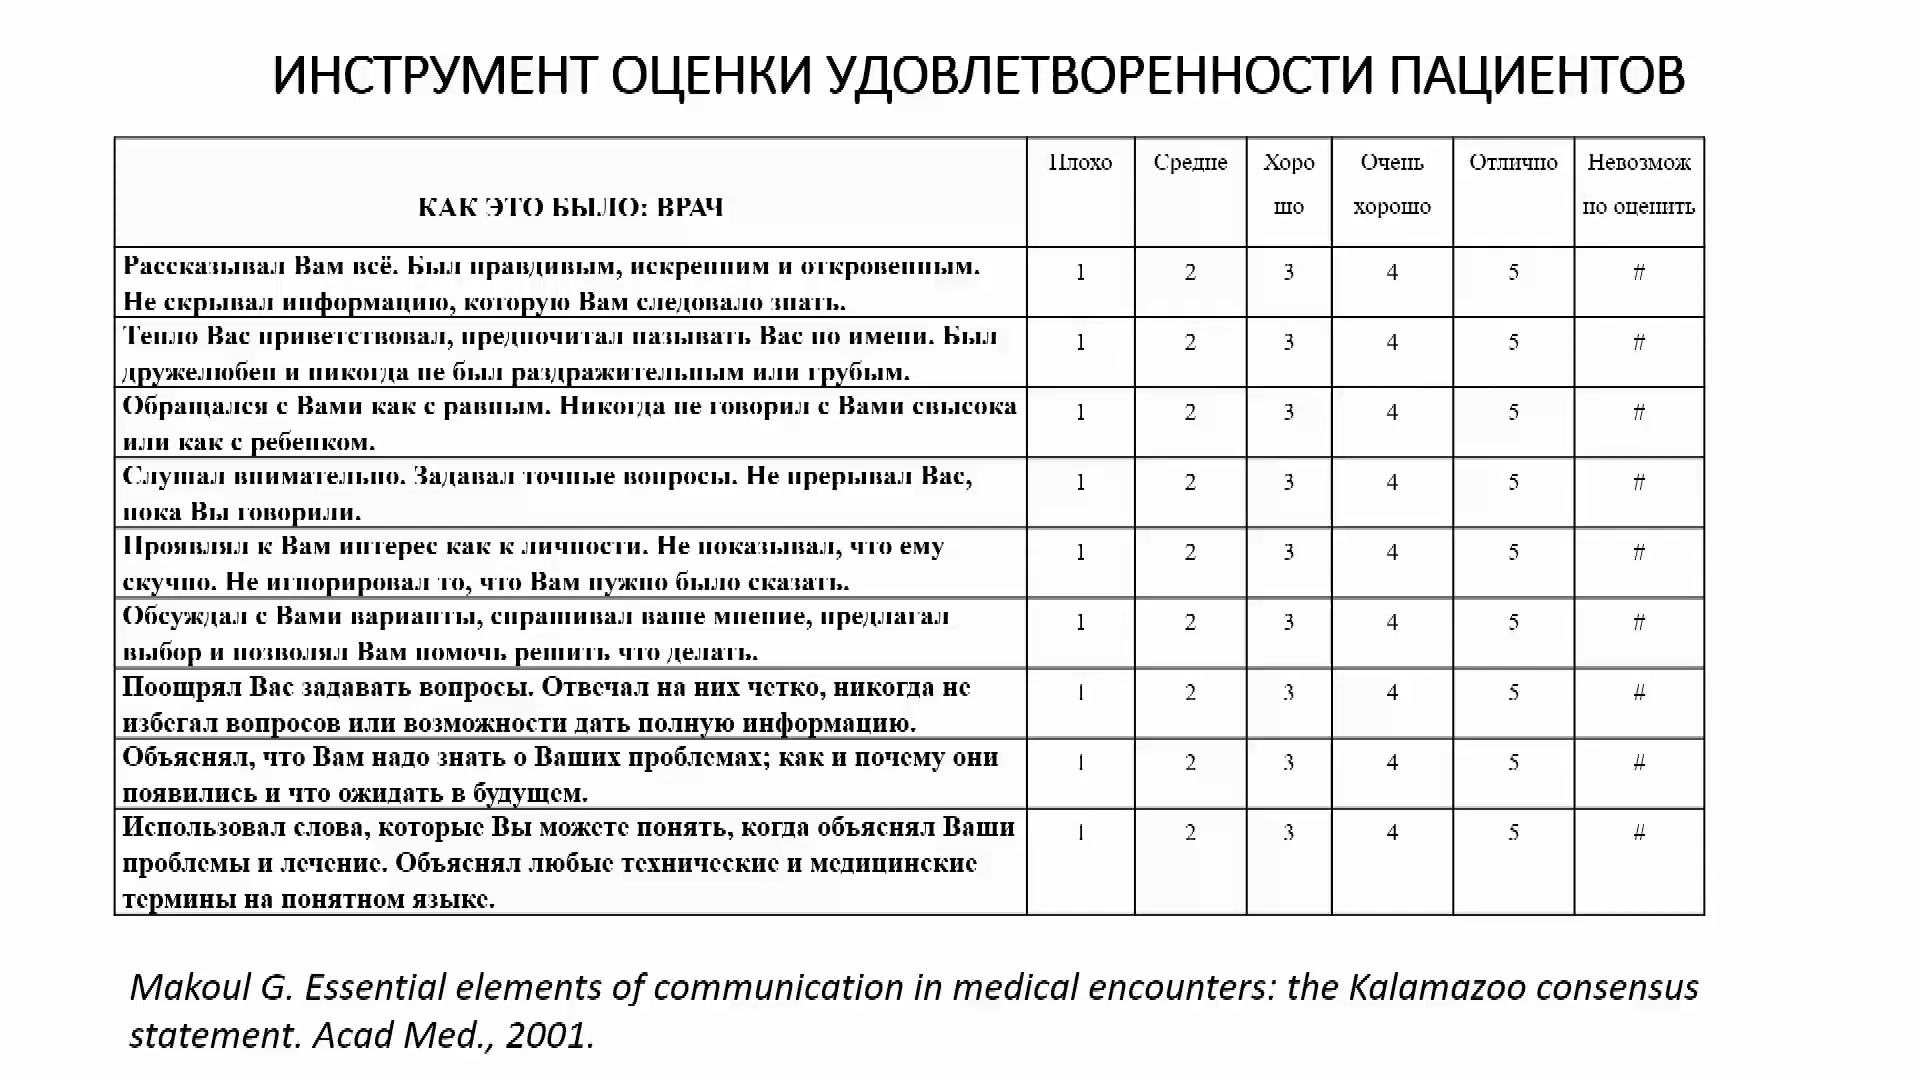 ИНСТРУМЕНТ ОЦЕНКИ УДОВЛЕТВОРЕННОСТИ ПАЦИЕНТОВ
КАК ЭТО БЫЛО: ВРАЧ
Плохо
Средне
Хоро
шо
Очень
хорошо
Отлично
Невозмож
но оценить
Рассказывал Вам всё. Был правдивым, искренним и откровенным.
Не скрывал информацию, которую Вам следовало знать.
1 2 3 4 5 #
Тепло Вас приветствовал, предпочитал называть Вас по имени. Был
дружелюбен и никогда не был раздражительным или грубым.
1 2 3 4 5 #
Обращался с Вами как с равным. Никогда не говорил с Вами свысока
или как с ребенком.
1 2 3 4 5 #
Слушал внимательно. Задавал точные вопросы. Не прерывал Вас,
пока Вы говорили.
1 2 3 4 5 #
Проявлял к Вам интерес как к личности. Не показывал, что ему
скучно. Не игнорировал то, что Вам нужно было сказать.
1 2 3 4 5 #
Обсуждал с Вами варианты, спрашивал ваше мнение, предлагал
выбор и позволял Вам помочь решить что делать.
1 2 3 4 5 #
Поощрял Вас задавать вопросы. Отвечал на них четко, никогда не
избегал вопросов или возможности дать полную информацию.
1 2 3 4 5 #
Объяснял, что Вам надо знать о Ваших проблемах; как и почему они
появились и что ожидать в будущем.
1 2 3 4 5 #
Использовал слова, которые Вы можете понять, когда объяснял Ваши
проблемы и лечение. Объяснял любые технические и медицинские
термины на понятном языке.
1 2 3 4 5 #
Makoul G. Essential elements of communication in medical encounters: the Kalamazoo consensus
statement. Acad Med., 2001.